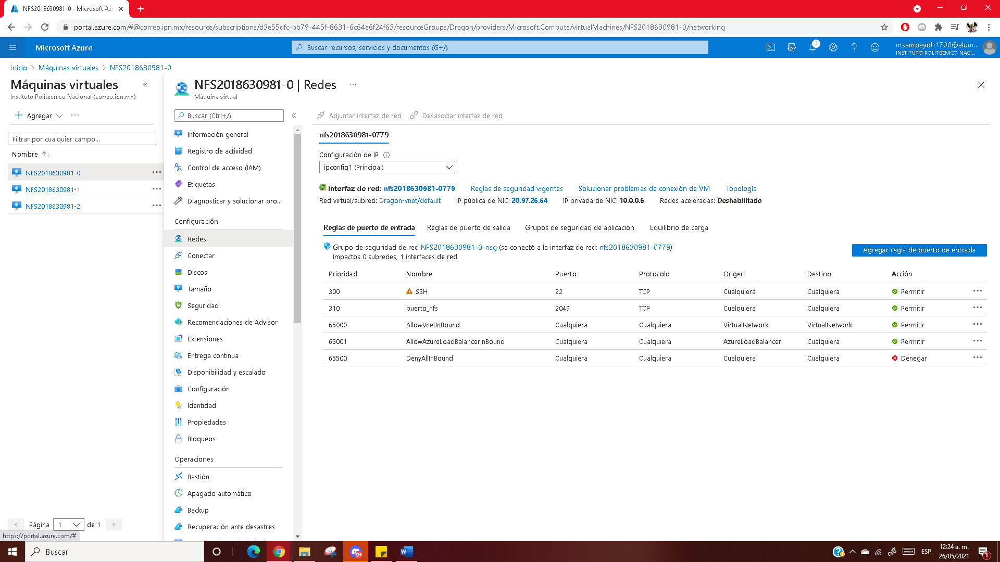 NFS2018630981-0 - Microsoft Az
portal.azure.com/#@correo.ipn.mx/resource/subscriptions/d3e55dfc-bb79-445f-8631-6c64e6f24f63/resourceGroups/Dragon/providers/Microsoft.Compute/virtualMachines/NFS2018630981-0/networking
Microsoft Azure
Buscar recursos, servicios y documentos (G+/)
1
msampayoh1700@alum...
INSTITUTO POLITECNICO NACI...
Inicio > Máquinas virtuales > NFS2018630981-0
Máquinas virtuales
Instituto Politecnico Nacional (correo.ipn.mx)
Agregar
Filtrar por cualquier campo...
Nombre
NFS2018630981-0
NFS2018630981-1
NFS2018630981-2
< Página 1 de 1 >
https://portal.azure.com/#
NFS2018630981-0 | Redes
Máquina virtual
Buscar (Ctrl+/)
Información general
Registro de actividad
Control de acceso (IAM)
Etiquetas
Diagnosticar y solucionar pro...
Configuración
Redes
Conectar
Discos
Tamaño
Seguridad
Recomendaciones de Advisor
Extensiones
Entrega continua
Disponibilidad y escalado
Configuración
Identidad
Propiedades
Bloqueos
Operaciones
Bastión
Apagado automático
Backup
Recuperación ante desastres
Adjuntar interfaz de red Desasociar interfaz de red
nfs2018630981-0779
Configuración de IP
ipconfig1 (Principal)
Interfaz de red: nfs2018630981-0779 Reglas de seguridad vigentes Solucionar problemas de conexión de VM Topología
Red virtual/subred: Dragon-vnet/default IP pública de NIC: 20.97.26.64 IP privada de NIC: 10.0.0.6 Redes aceleradas: Deshabilitado
Reglas de puerto de entrada Reglas de puerto de salida Grupos de seguridad de aplicación Equilibrio de carga
Grupo de seguridad de red NFS2018630981-0-nsg (se conectó a la interfaz de red: nfs2018630981-0779)
Impactos 0 subredes, 1 interfaces de red
Agregar regla de puerto de entrada
Prioridad Nombre Puerto Protocolo Origen Destino Acción
300 SSH 22 TCP Cualquiera Cualquiera Permitir
310 puerto_nfs 2049 TCP Cualquiera Cualquiera Permitir
65000 AllowVnetInBound Cualquiera Cualquiera VirtualNetwork VirtualNetwork Permitir
65001 AllowAzureLoadBalancerInBound Cualquiera Cualquiera AzureLoadBalancer Cualquiera Permitir
65500 DenyAllInBound Cualquiera Cualquiera Cualquiera Cualquiera Denegar
Buscar
9+
ESP
12:24 a. m.
26/05/2021
1